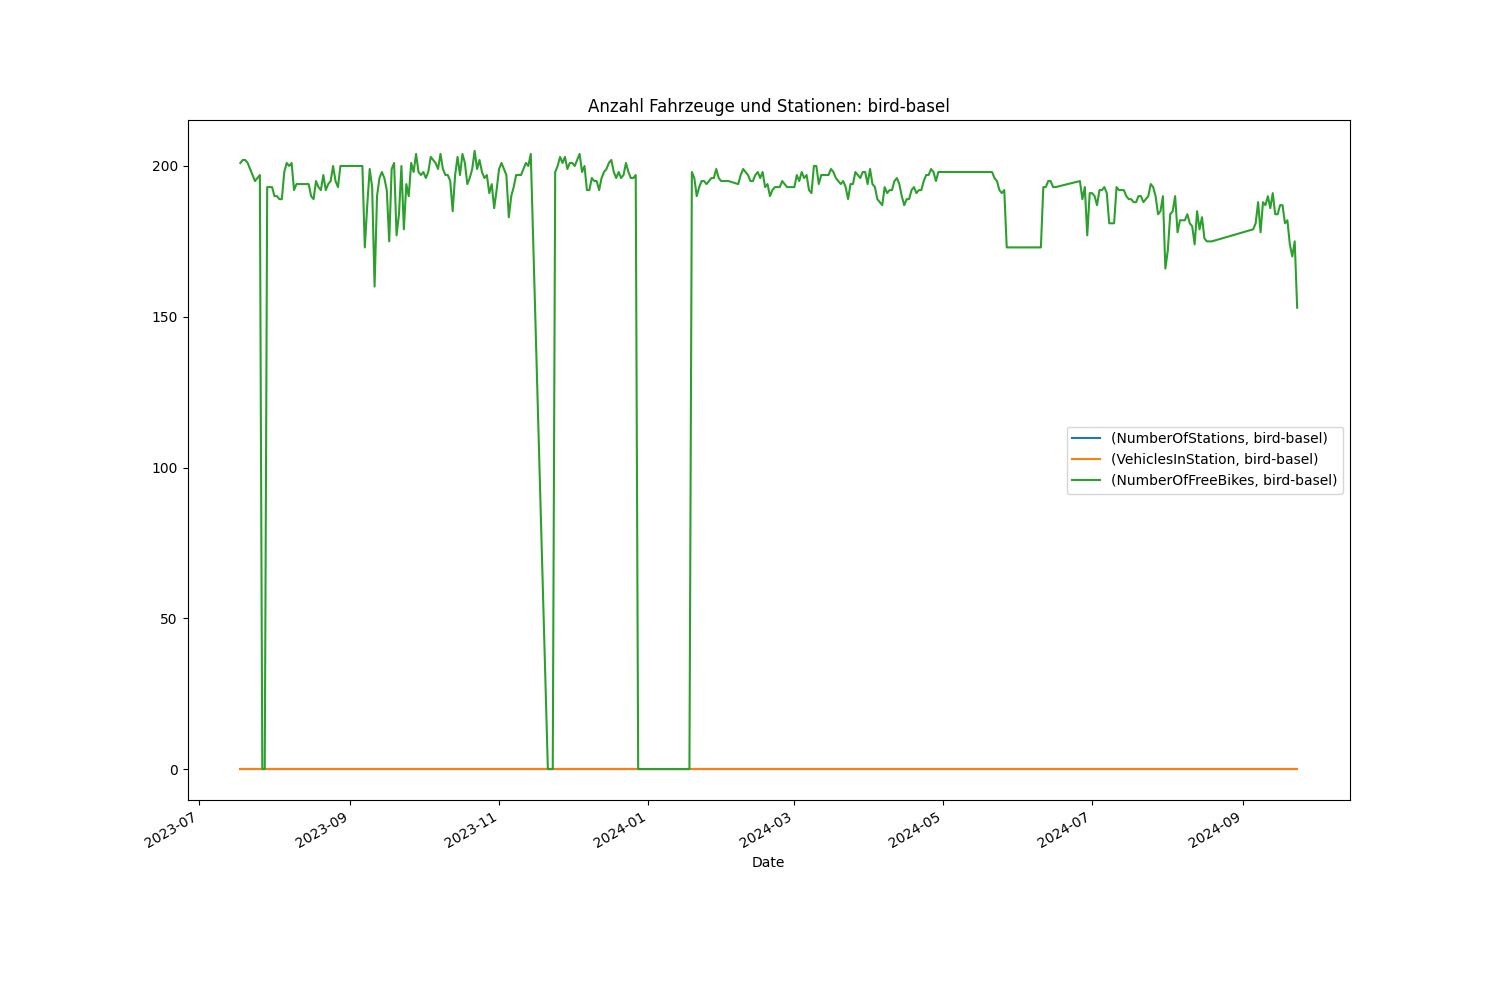 Anzahl Fahrzeuge und Stationen: bird-basel
200
150
100
50
0
(NumberOfStations, bird-basel)
(VehiclesInStation, bird-basel)
(NumberOfFreeBikes, bird-basel)
2023-07
2023-09
2023-11
2024-01
2024-03
2024-05
2024-07
2024-09
Date